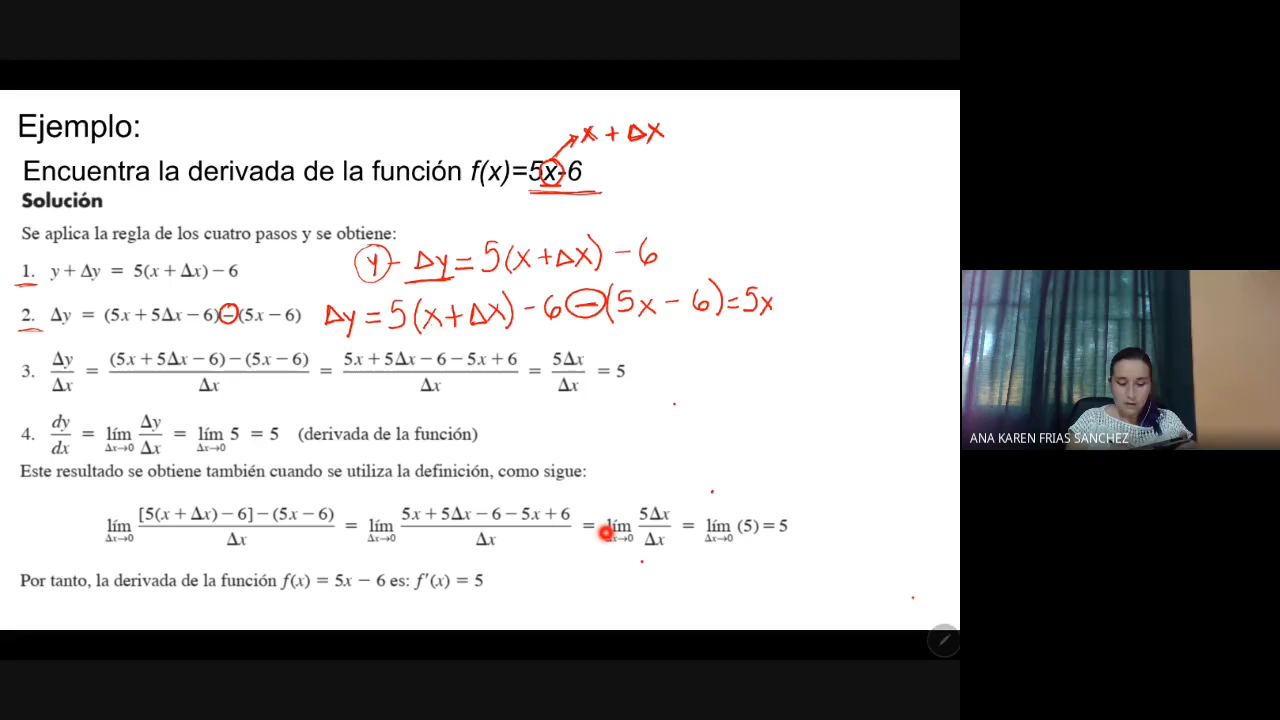 Ejemplo:
x + Δx
Encuentra la derivada de la función f(x)=5x-6
Solución
Se aplica la regla de los cuatro pasos y se obtiene:
1. y + Δy = 5(x + Δx) − 6
y - Δy = 5(x + Δx) − 6
2. Δy = (5x + 5Δx − 6) − (5x − 6)
Δy = 5(x + Δx) − 6 − (5x − 6) = 5x
3. Δy/Δx = (5x + 5Δx − 6) − (5x − 6)/Δx = 5x + 5Δx − 6 − 5x + 6/Δx = 5Δx/Δx = 5
4. dy/dx = lím Δx→0 Δy/Δx = lím Δx→0 5 = 5 (derivada de la función)
Este resultado se obtiene también cuando se utiliza la definición, como sigue:
lím Δx→0 [5(x + Δx) − 6] − (5x − 6)/Δx = lím Δx→0 5x + 5Δx − 6 − 5x + 6/Δx = lím Δx→0 5Δx/Δx = lím Δx→0 (5) = 5
Por tanto, la derivada de la función f(x) = 5x − 6 es: f′(x) = 5
ANA KAREN FRIAS SANCHEZ